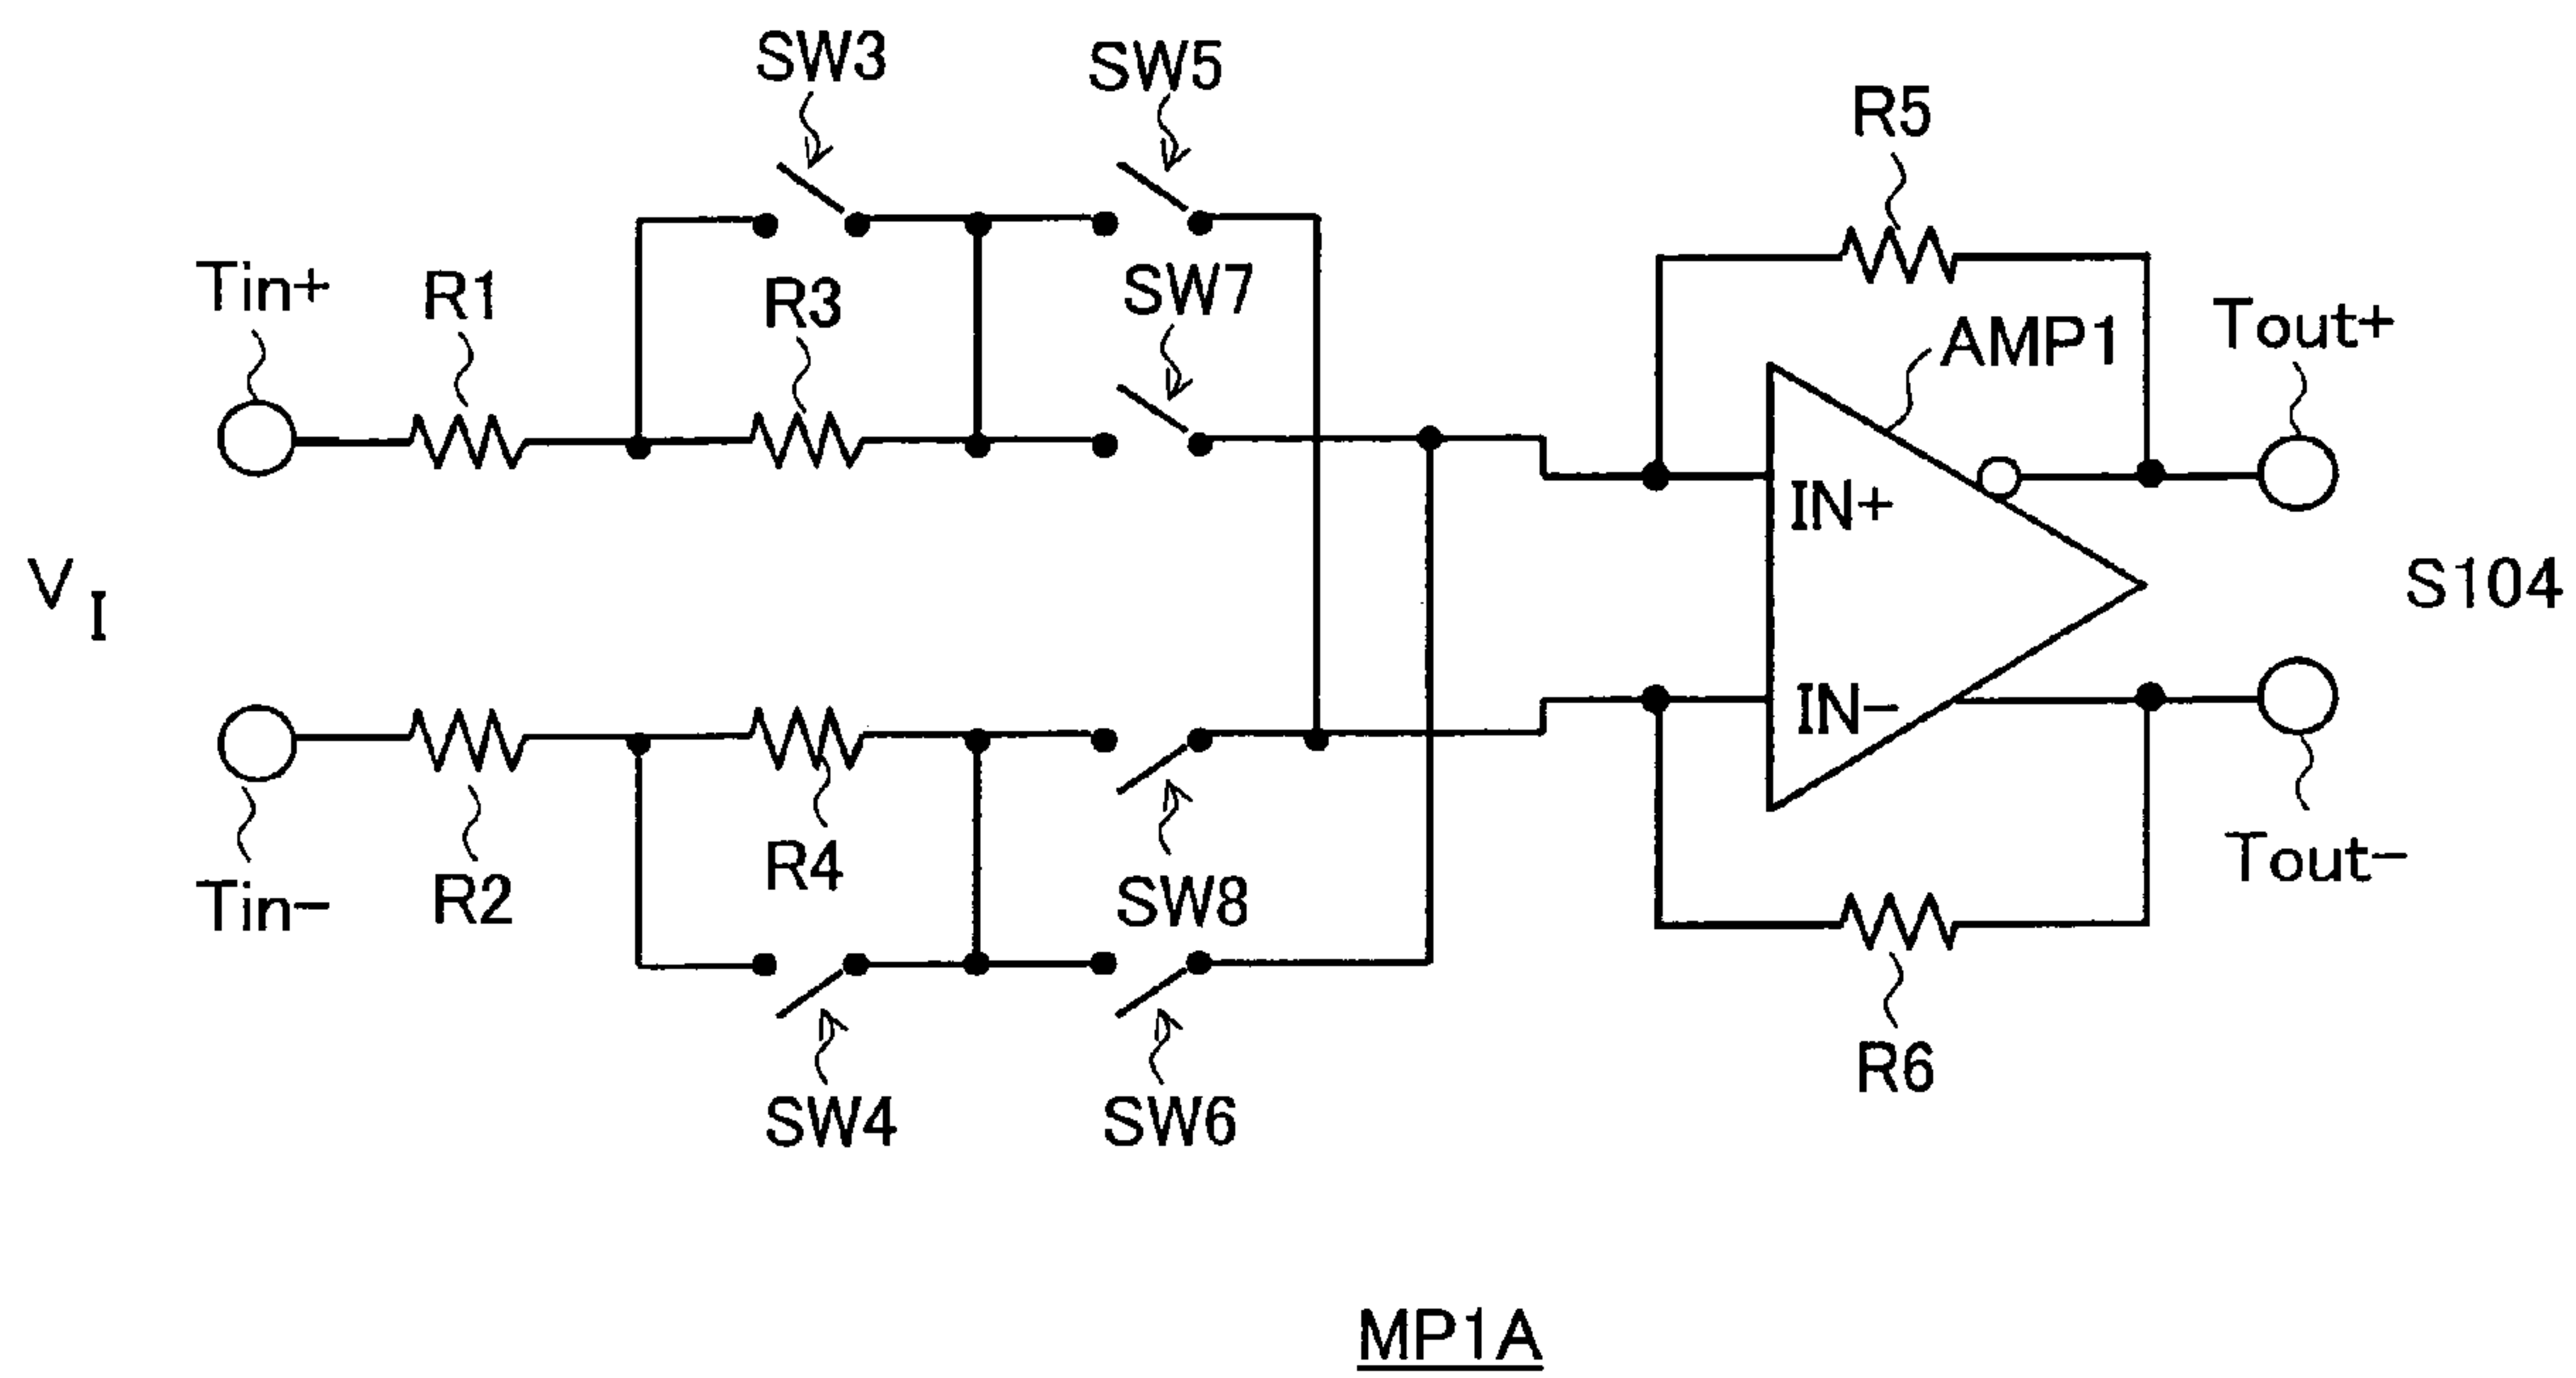 SW3
SW5
R5
Tin+
R1
R3
SW7
AMP1
Tout+
IN+
V I
S104
IN−
Tin−
R2
R4
SW8
Tout−
SW4
SW6
R6
MP1A